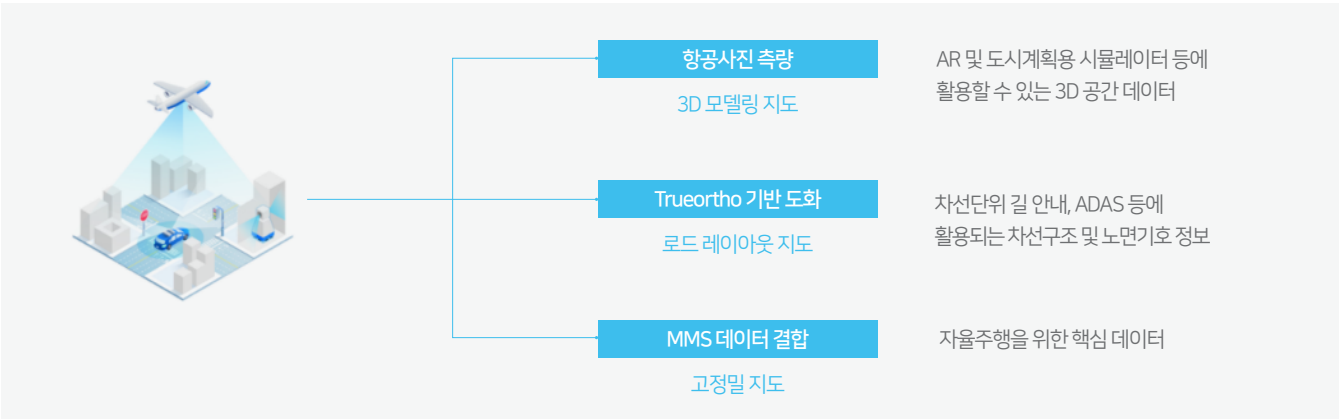 항공사진 측량
3D 모델링 지도
AR 및 도시계획용 시뮬레이터 등에
활용할 수 있는 3D 공간 데이터
Trueortho 기반 도화
로드 레이아웃 지도
차선단위 길 안내, ADAS 등에
활용되는 차선구조 및 노면기호 정보
MMS 데이터 결합
고정밀 지도
자율주행을 위한 핵심 데이터